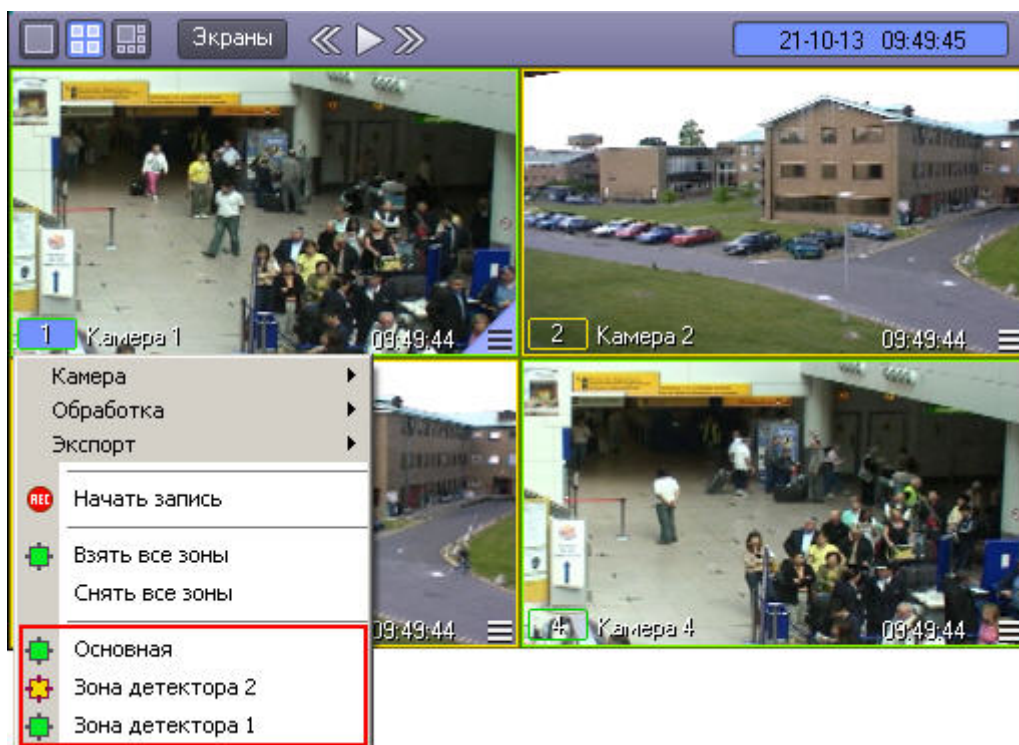 Экраны
21-10-13 09:49:45
1 Камера 1 09:49:44
2 Камера 2 09:49:44
Камера
Обработка
Экспорт
REC Начать запись
Взять все зоны
Снять все зоны
09:49:44
4 Камера 4 09:49:44
Основная
Зона детектора 2
Зона детектора 1